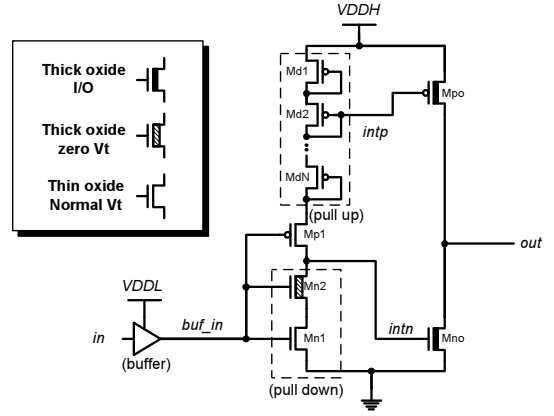 VDDH
Thick oxide
I/O
Thick oxide
zero Vt
Thin oxide
Normal Vt
Md1
Md2
MdN
(pull up)
intp
Mpo
Mp1
out
VDDL
in
buf_in
(buffer)
Mn2
Mn1
(pull down)
intn
Mno